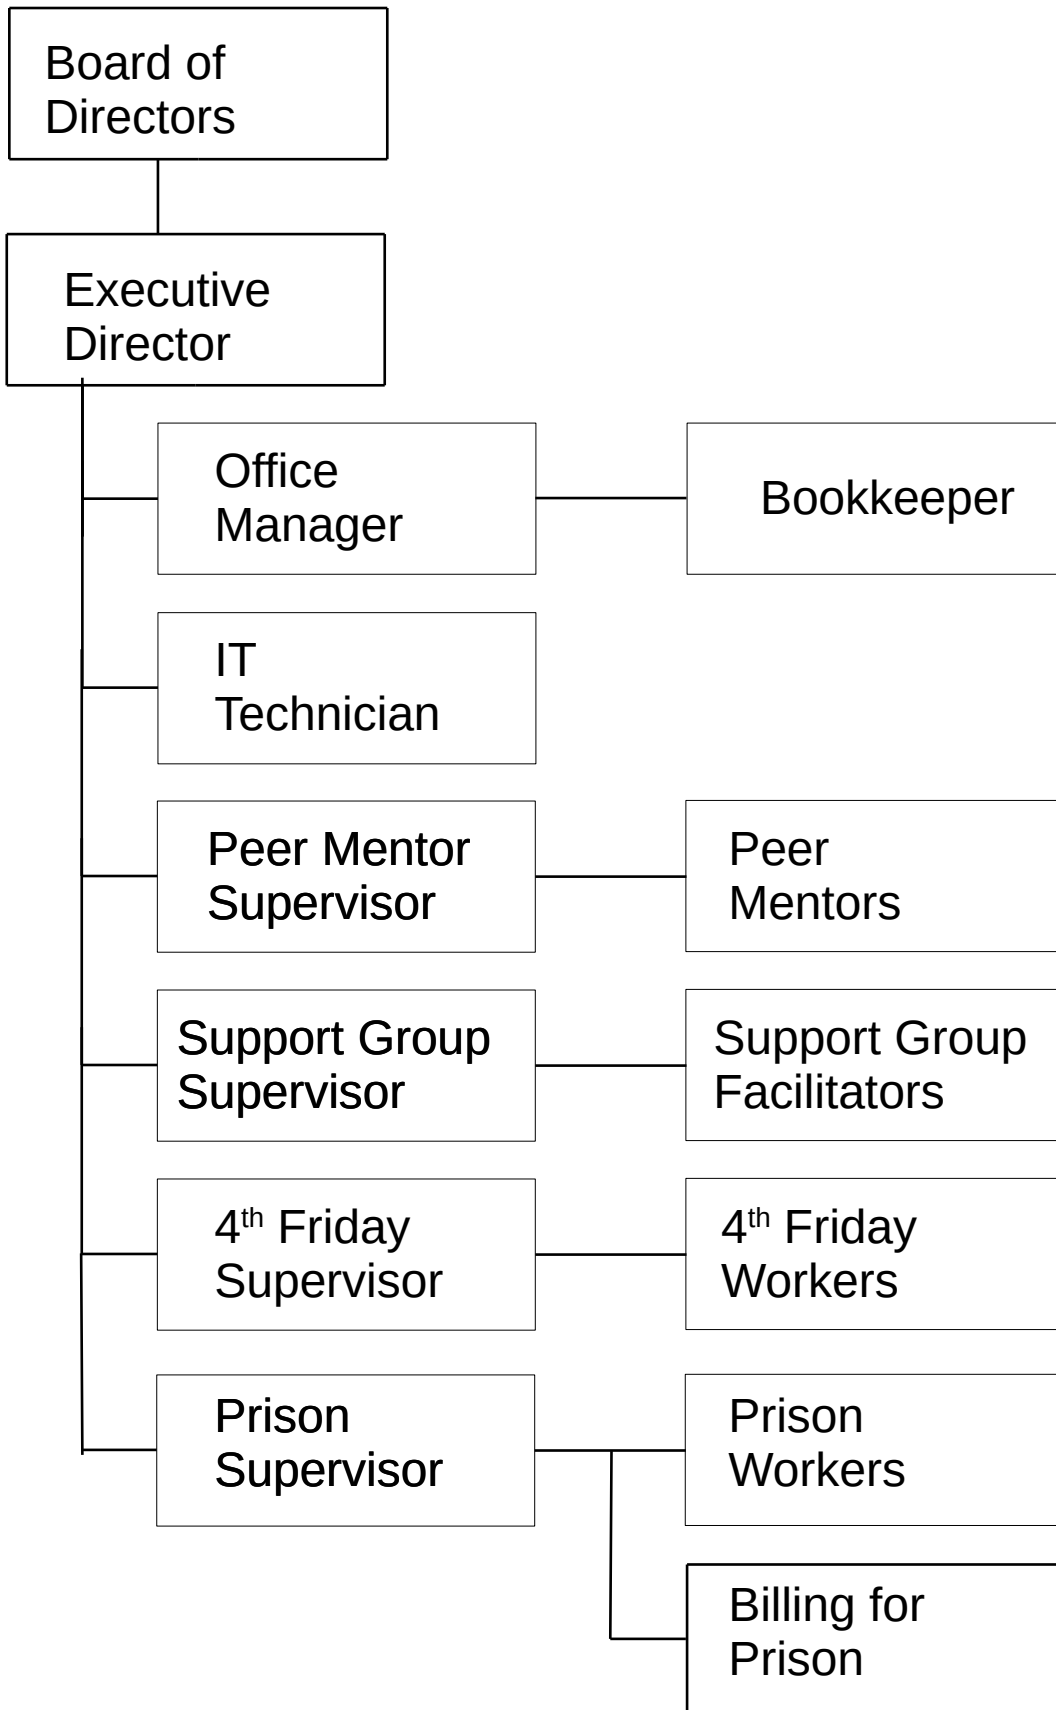 Board of
Directors
Executive
Director
Office
Manager
Bookkeeper
IT
Technician
Peer Mentor
Supervisor
Peer
Mentors
Support Group
Supervisor
Support Group
Facilitators
4th Friday
Supervisor
4th Friday
Workers
Prison
Supervisor
Prison
Workers
Billing for
Prison